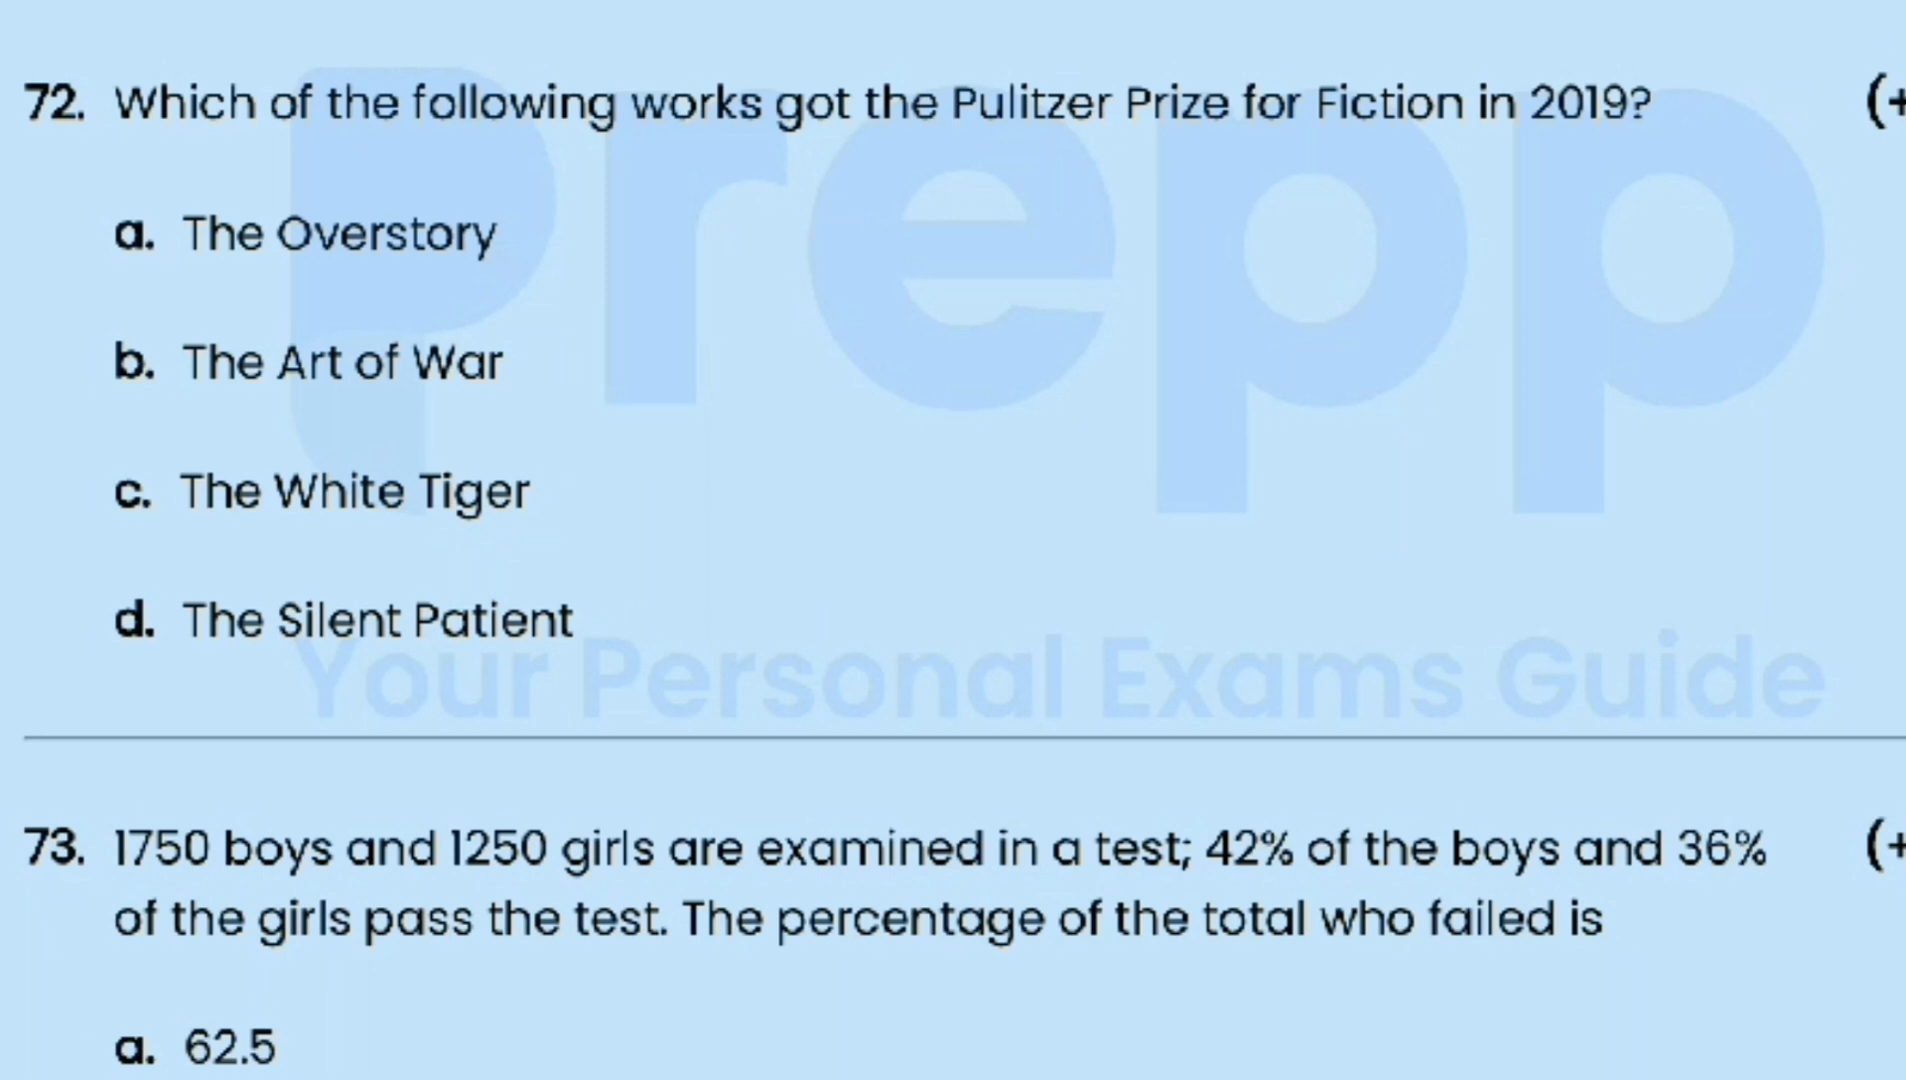 72. Which of the following works got the Pulitzer Prize for Fiction in 2019? (+
a. The Overstory
b. The Art of War
c. The White Tiger
d. The Silent Patient
Prepp
Your Personal Exams Guide
73. 1750 boys and 1250 girls are examined in a test; 42% of the boys and 36% (+
of the girls pass the test. The percentage of the total who failed is
a. 62.5